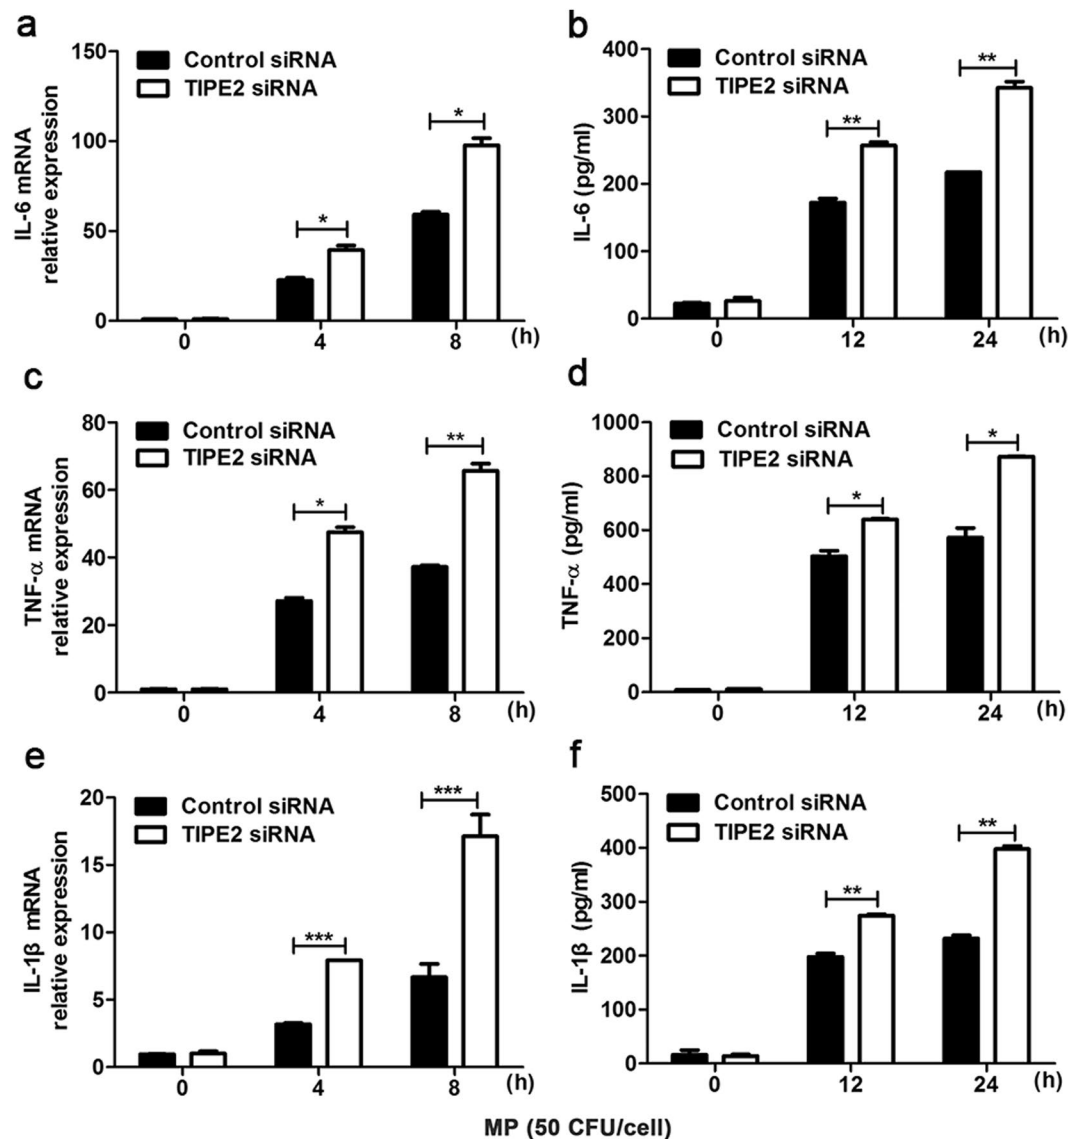 a
150
100
50
0
IL-6 mRNA
relative expression
Control siRNA
TIPE2 siRNA
*
*
0 4 8 (h)
b
400
300
200
100
0
IL-6 (pg/ml)
Control siRNA
TIPE2 siRNA
**
**
0 12 24 (h)
c
80
60
40
20
0
TNF-α mRNA
relative expression
Control siRNA
TIPE2 siRNA
*
**
0 4 8 (h)
d
1000
800
600
400
200
0
TNF-α (pg/ml)
Control siRNA
TIPE2 siRNA
*
*
0 12 24 (h)
e
20
15
10
5
0
IL-1β mRNA
relative expression
Control siRNA
TIPE2 siRNA
***
***
0 4 8 (h)
f
500
400
300
200
100
0
IL-1β (pg/ml)
Control siRNA
TIPE2 siRNA
**
**
0 12 24 (h)
MP (50 CFU/cell)